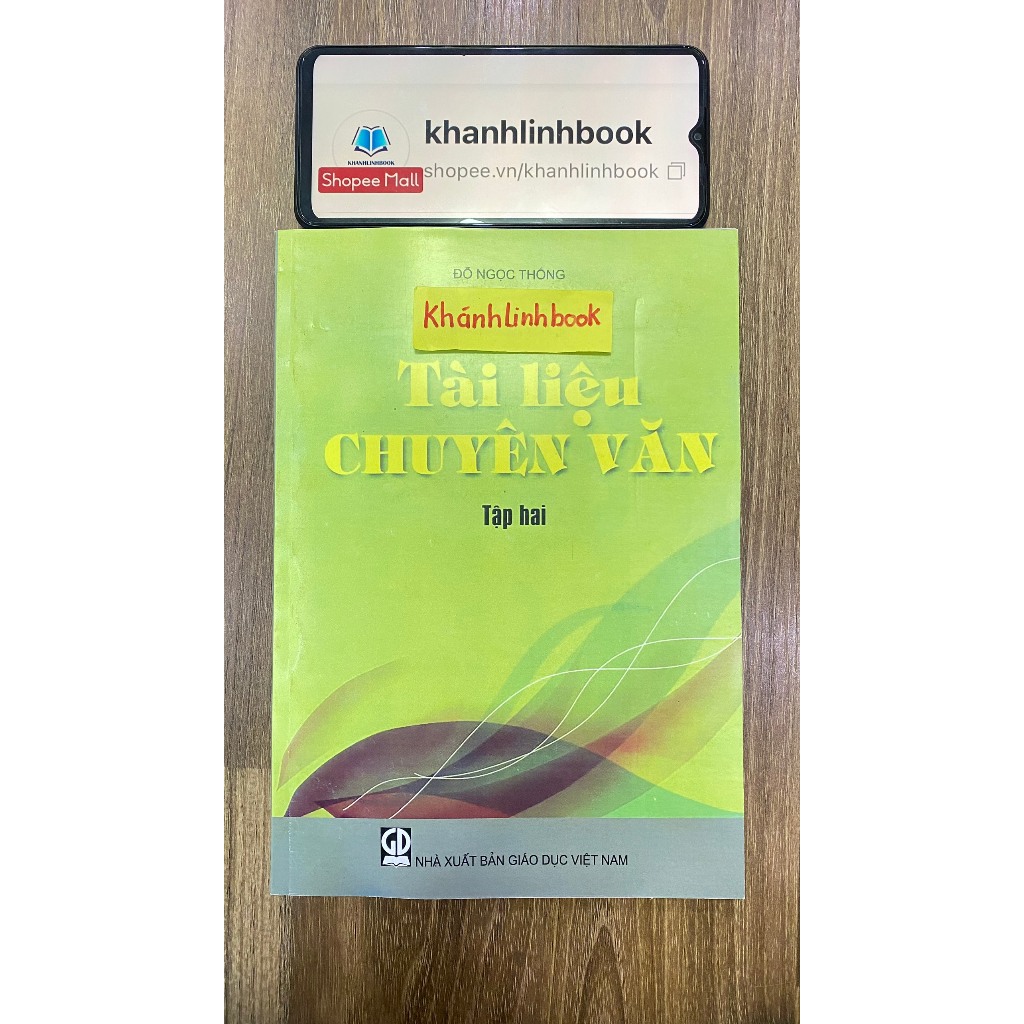 khanhlinhbook
KHANHLINHBOOK
Shopee Mall
shopee.vn/khanhlinhbook
ĐỖ NGỌC THỐNG
Khánhlinhbook
Tài liệu
CHUYÊN VĂN
Tập hai
GD
NHÀ XUẤT BẢN GIÁO DỤC VIỆT NAM